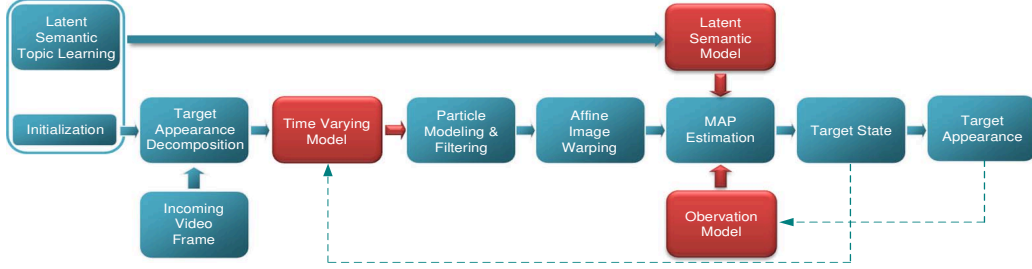 Latent
Semantic
Topic Learning
Latent
Semantic
Model
Initialization
Target
Appearance
Decomposition
Time Varying
Model
Particle
Modeling &
Filtering
Affine
Image
Warping
MAP
Estimation
Target State
Target
Appearance
Incoming
Video
Frame
Obervation
Model